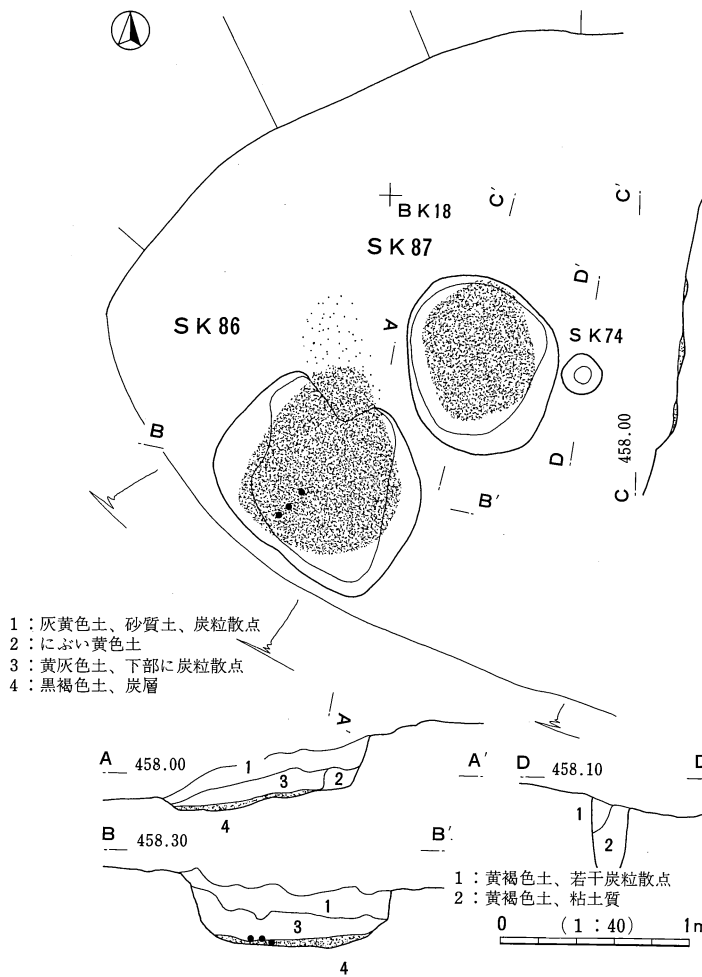 C' C'
BK18
SK87
D'
SK74
SK86
A
B
D
458.00
C
B'
1：灰黄色土、砂質土、炭粒散点
2：にぶい黄色土
3：黄灰色土、下部に炭粒散点
4：黒褐色土、炭層
A'
A 458.00 1 3 2 A'
4
D 458.10 D
1
2
B 458.30 B'
1
3
4
1：黄褐色土、若干炭粒散点
2：黄褐色土、粘土質
0 (1：40) 1m